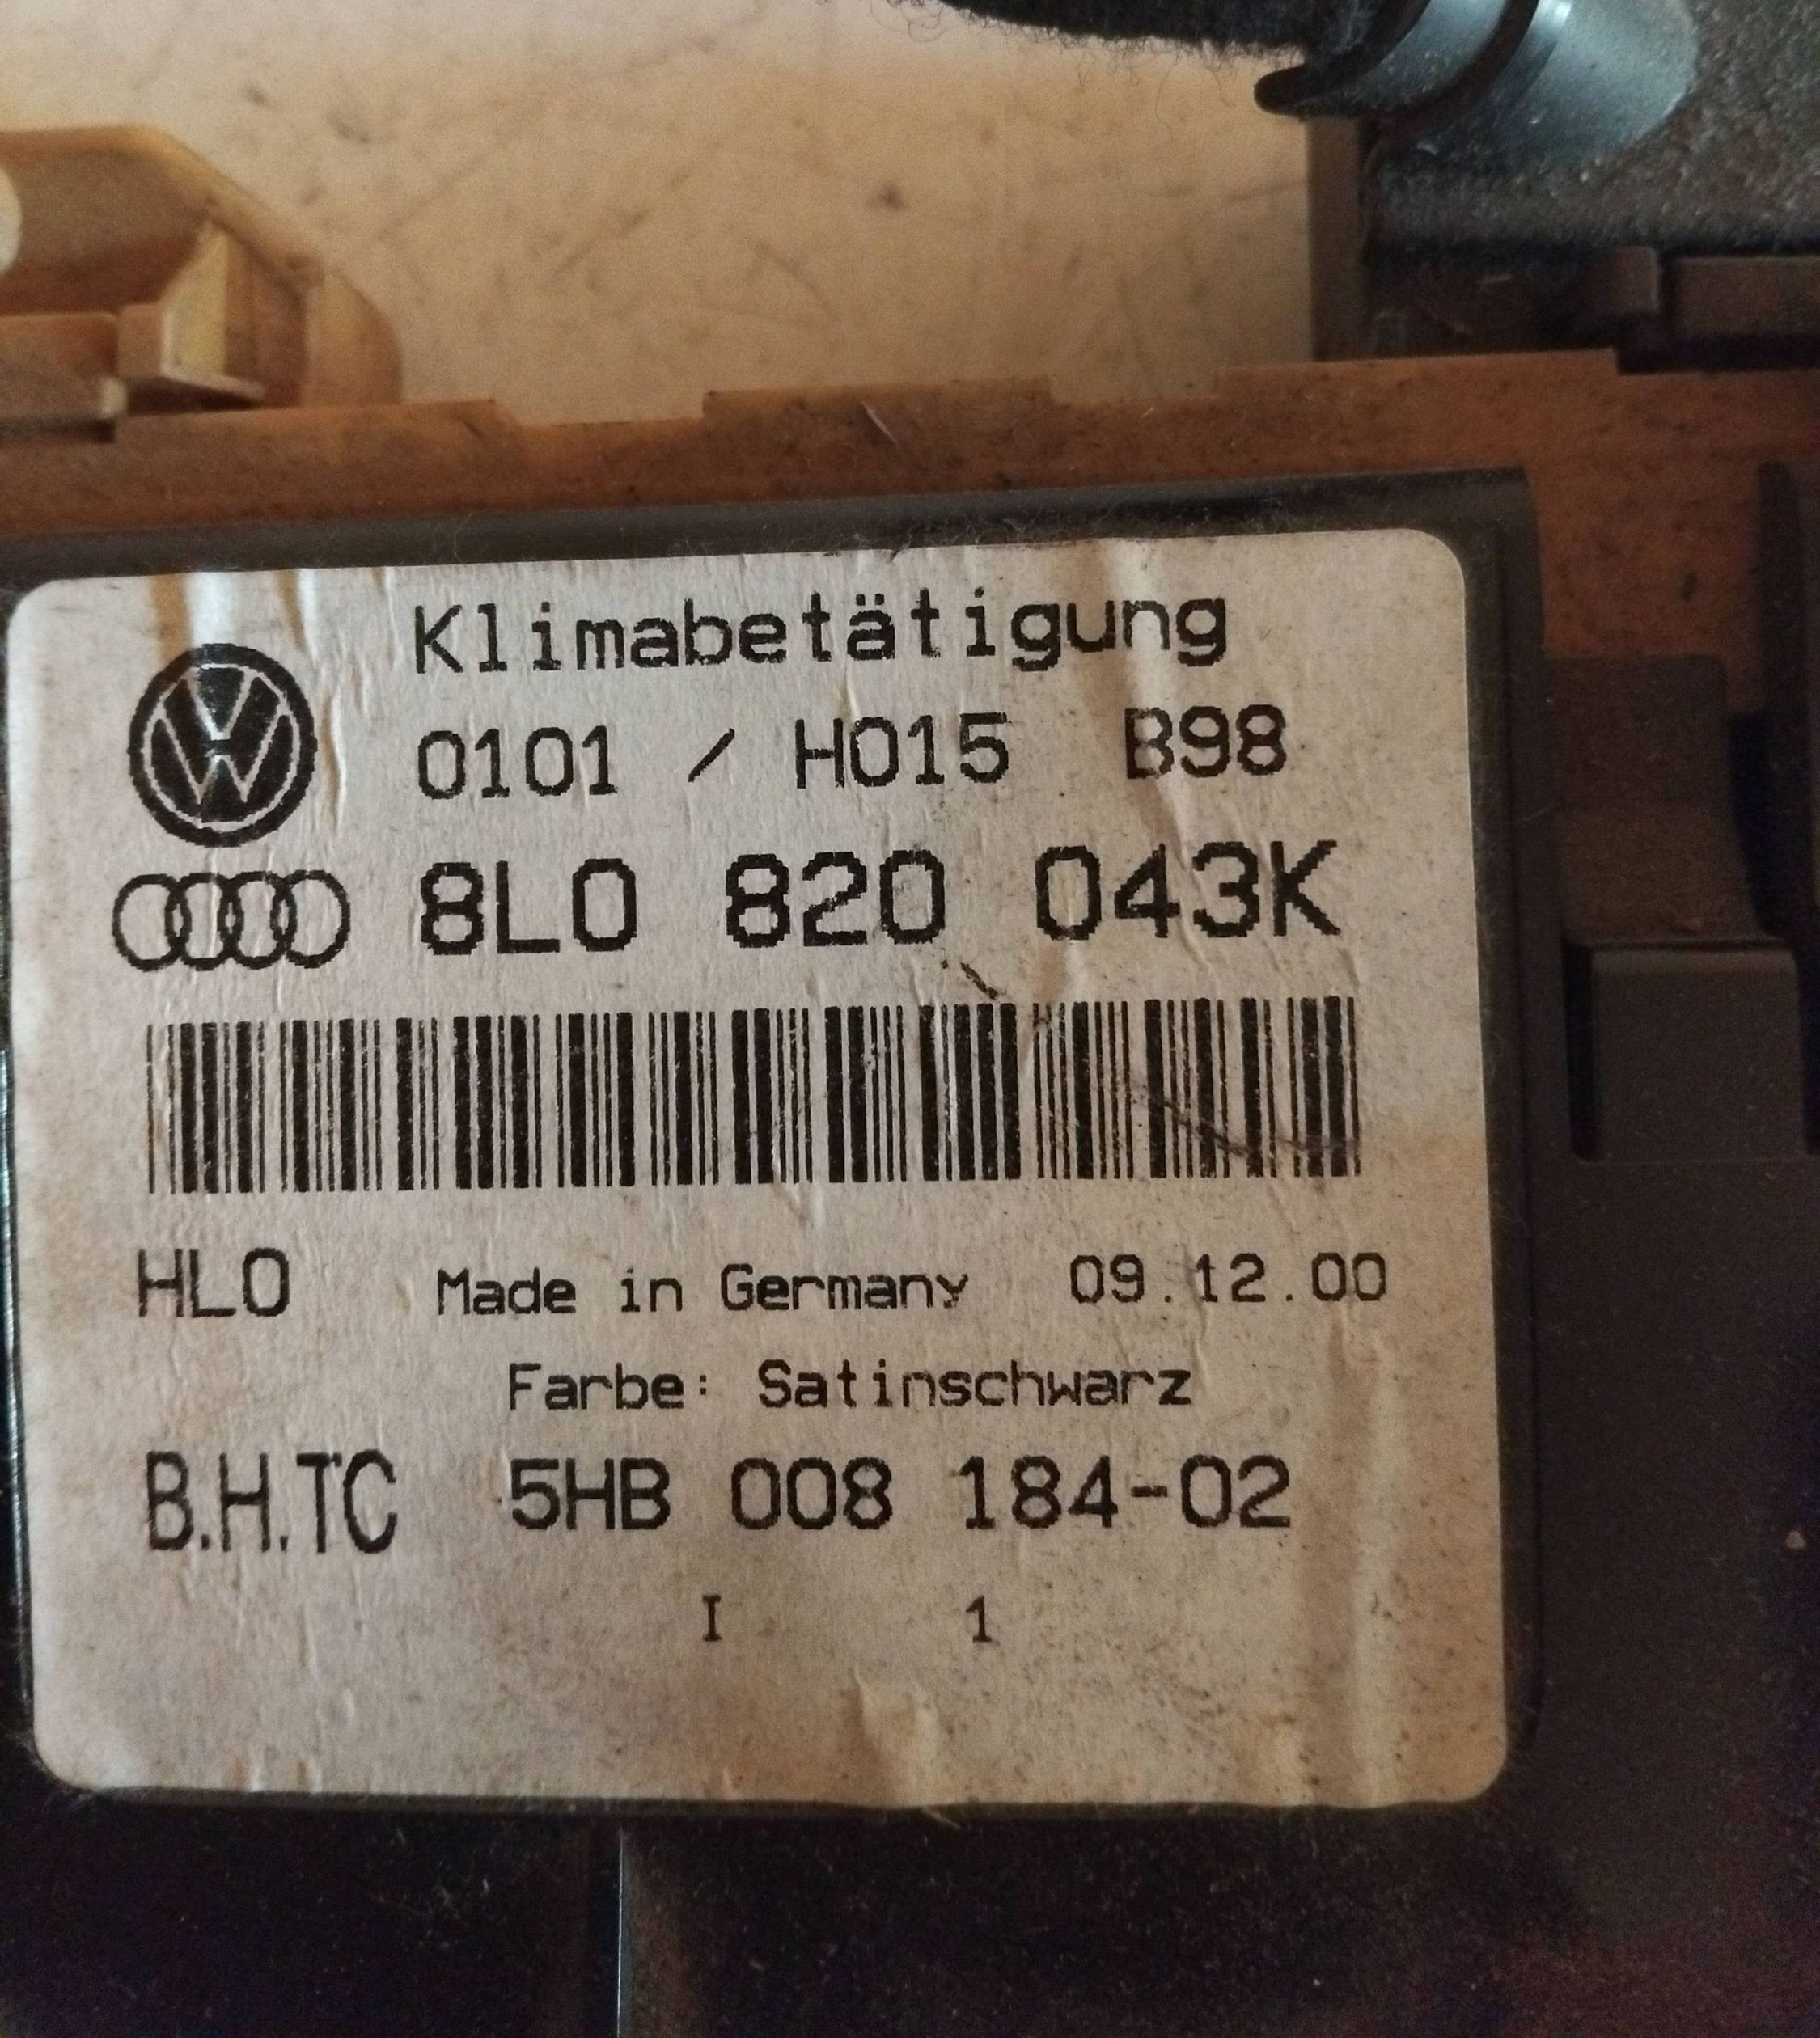 Klimabetätigung
0101 / H015 B98
8L0 820 043K
HLO Made in Germany 09.12.00
Farbe: Satinschwarz
B.H.TC 5HB 008 184-02
I 1